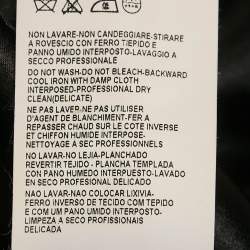 NON LAVARE-NON CANDEGGIARE-STIRARE
A ROVESCIO CON FERRO TIEPIDO E
PANNO UMIDO INTERPOSTO-LAVAGGIO A
SECCO PROFESSIONALE
DO NOT WASH-DO NOT BLEACH-BACKWARD
COOL IRON WITH DAMP CLOTH
INTERPOSED-PROFESSIONAL DRY
CLEAN(DELICATE)
NE PAS LAVER-NE PAS UTILISER
D'AGENT DE BLANCHIMENT-FER A
REPASSER CHAUD SUR LE COTE INVERSE
ET CHIFFON HUMIDE INTERPOSE-
NETTOYAGE A SEC PROFESSIONNELS
NO LAVAR-NO LEJIA-PLANCHADO
REVERTIR TEJIDO - PLANCHA TEMPLADA
CON PANO HUMEDO INTERPUESTO-LAVADO
EN SECO PROFESIONAL DELICADO
NAO LAVAR-NAO COLOCAR LIXIVIA-
FERRO INVERSO DE TECIDO COM TEPIDO
E COM UM PANO UMIDO INTERPOSTO-
LIMPEZA A SECO PROFISSIONAIS
DELICADO